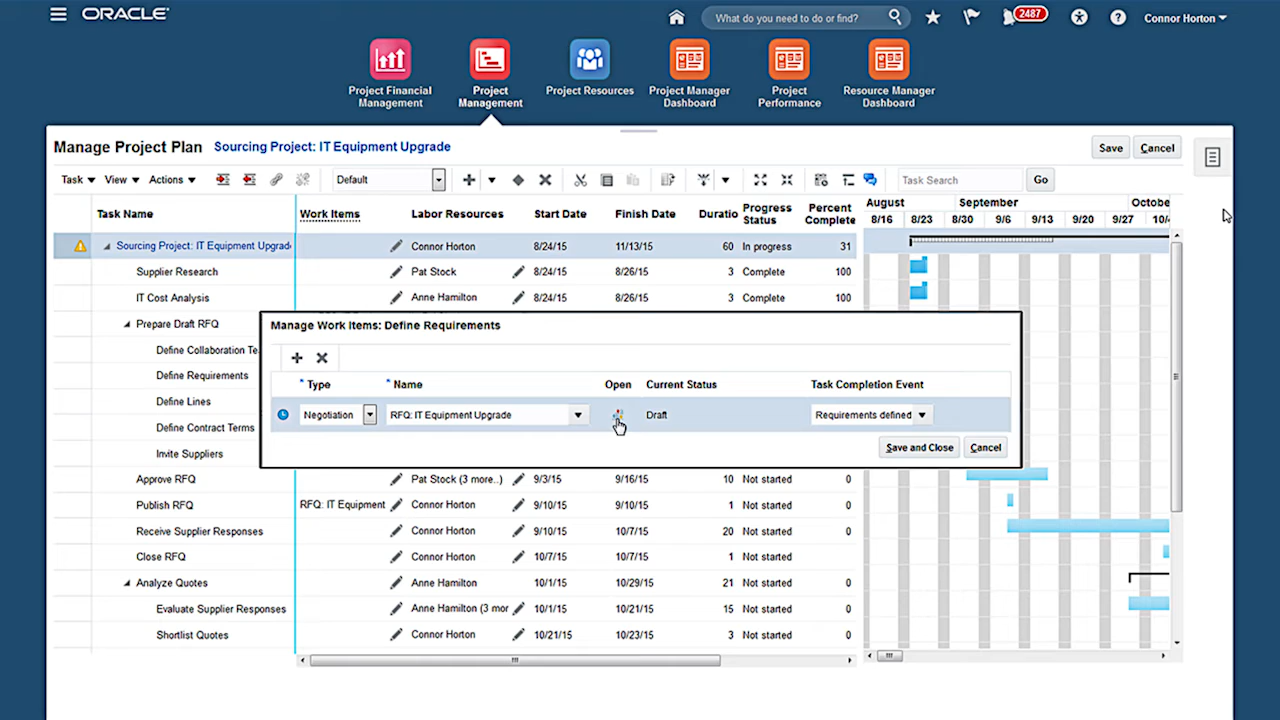 ORACLE
What do you need to do or find?
2487
Connor Horton
Project Financial Management
Project Management
Project Resources
Project Manager Dashboard
Project Performance
Resource Manager Dashboard
Manage Project Plan Sourcing Project: IT Equipment Upgrade
Save Cancel
Task View Actions Default Task Search Go
Task Name Work Items Labor Resources Start Date Finish Date Duratio Progress Status Percent Complete
August September Octobe
8/16 8/23 8/30 9/6 9/13 9/20 9/27 10/
Sourcing Project: IT Equipment Upgrade Connor Horton 8/24/15 11/13/15 60 In progress 31
Supplier Research Pat Stock 8/24/15 8/26/15 3 Complete 100
IT Cost Analysis Anne Hamilton 8/24/15 8/26/15 3 Complete 100
Prepare Draft RFQ
Define Collaboration Te..
Define Requirements
Define Lines
Define Contract Terms
Invite Suppliers
Manage Work Items: Define Requirements
* Type * Name Open Current Status Task Completion Event
Negotiation RFQ: IT Equipment Upgrade Draft Requirements defined
Save and Close Cancel
Approve RFQ Pat Stock (3 more..) 9/3/15 9/16/15 10 Not started 0
Publish RFQ RFQ: IT Equipment Connor Horton 9/10/15 9/10/15 1 Not started 0
Receive Supplier Responses Connor Horton 9/10/15 10/7/15 20 Not started 0
Close RFQ Connor Horton 10/7/15 10/7/15 1 Not started 0
Analyze Quotes Anne Hamilton 10/1/15 10/29/15 21 Not started 0
Evaluate Supplier Responses Anne Hamilton (3 mor 10/1/15 10/21/15 15 Not started 0
Shortlist Quotes Connor Horton 10/21/15 10/23/15 3 Not started 0